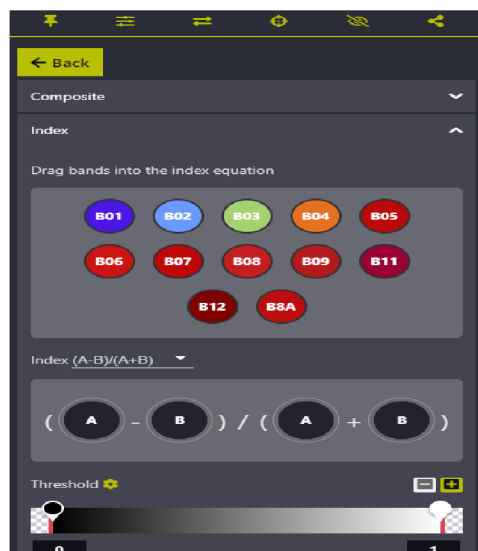 ← Back
Composite
Index
Drag bands into the index equation
B01 B02 B03 B04 B05
B06 B07 B08 B09 B11
B12 B8A
Index (A-B)/(A+B)
( A - B ) / ( A + B )
Threshold
0 1